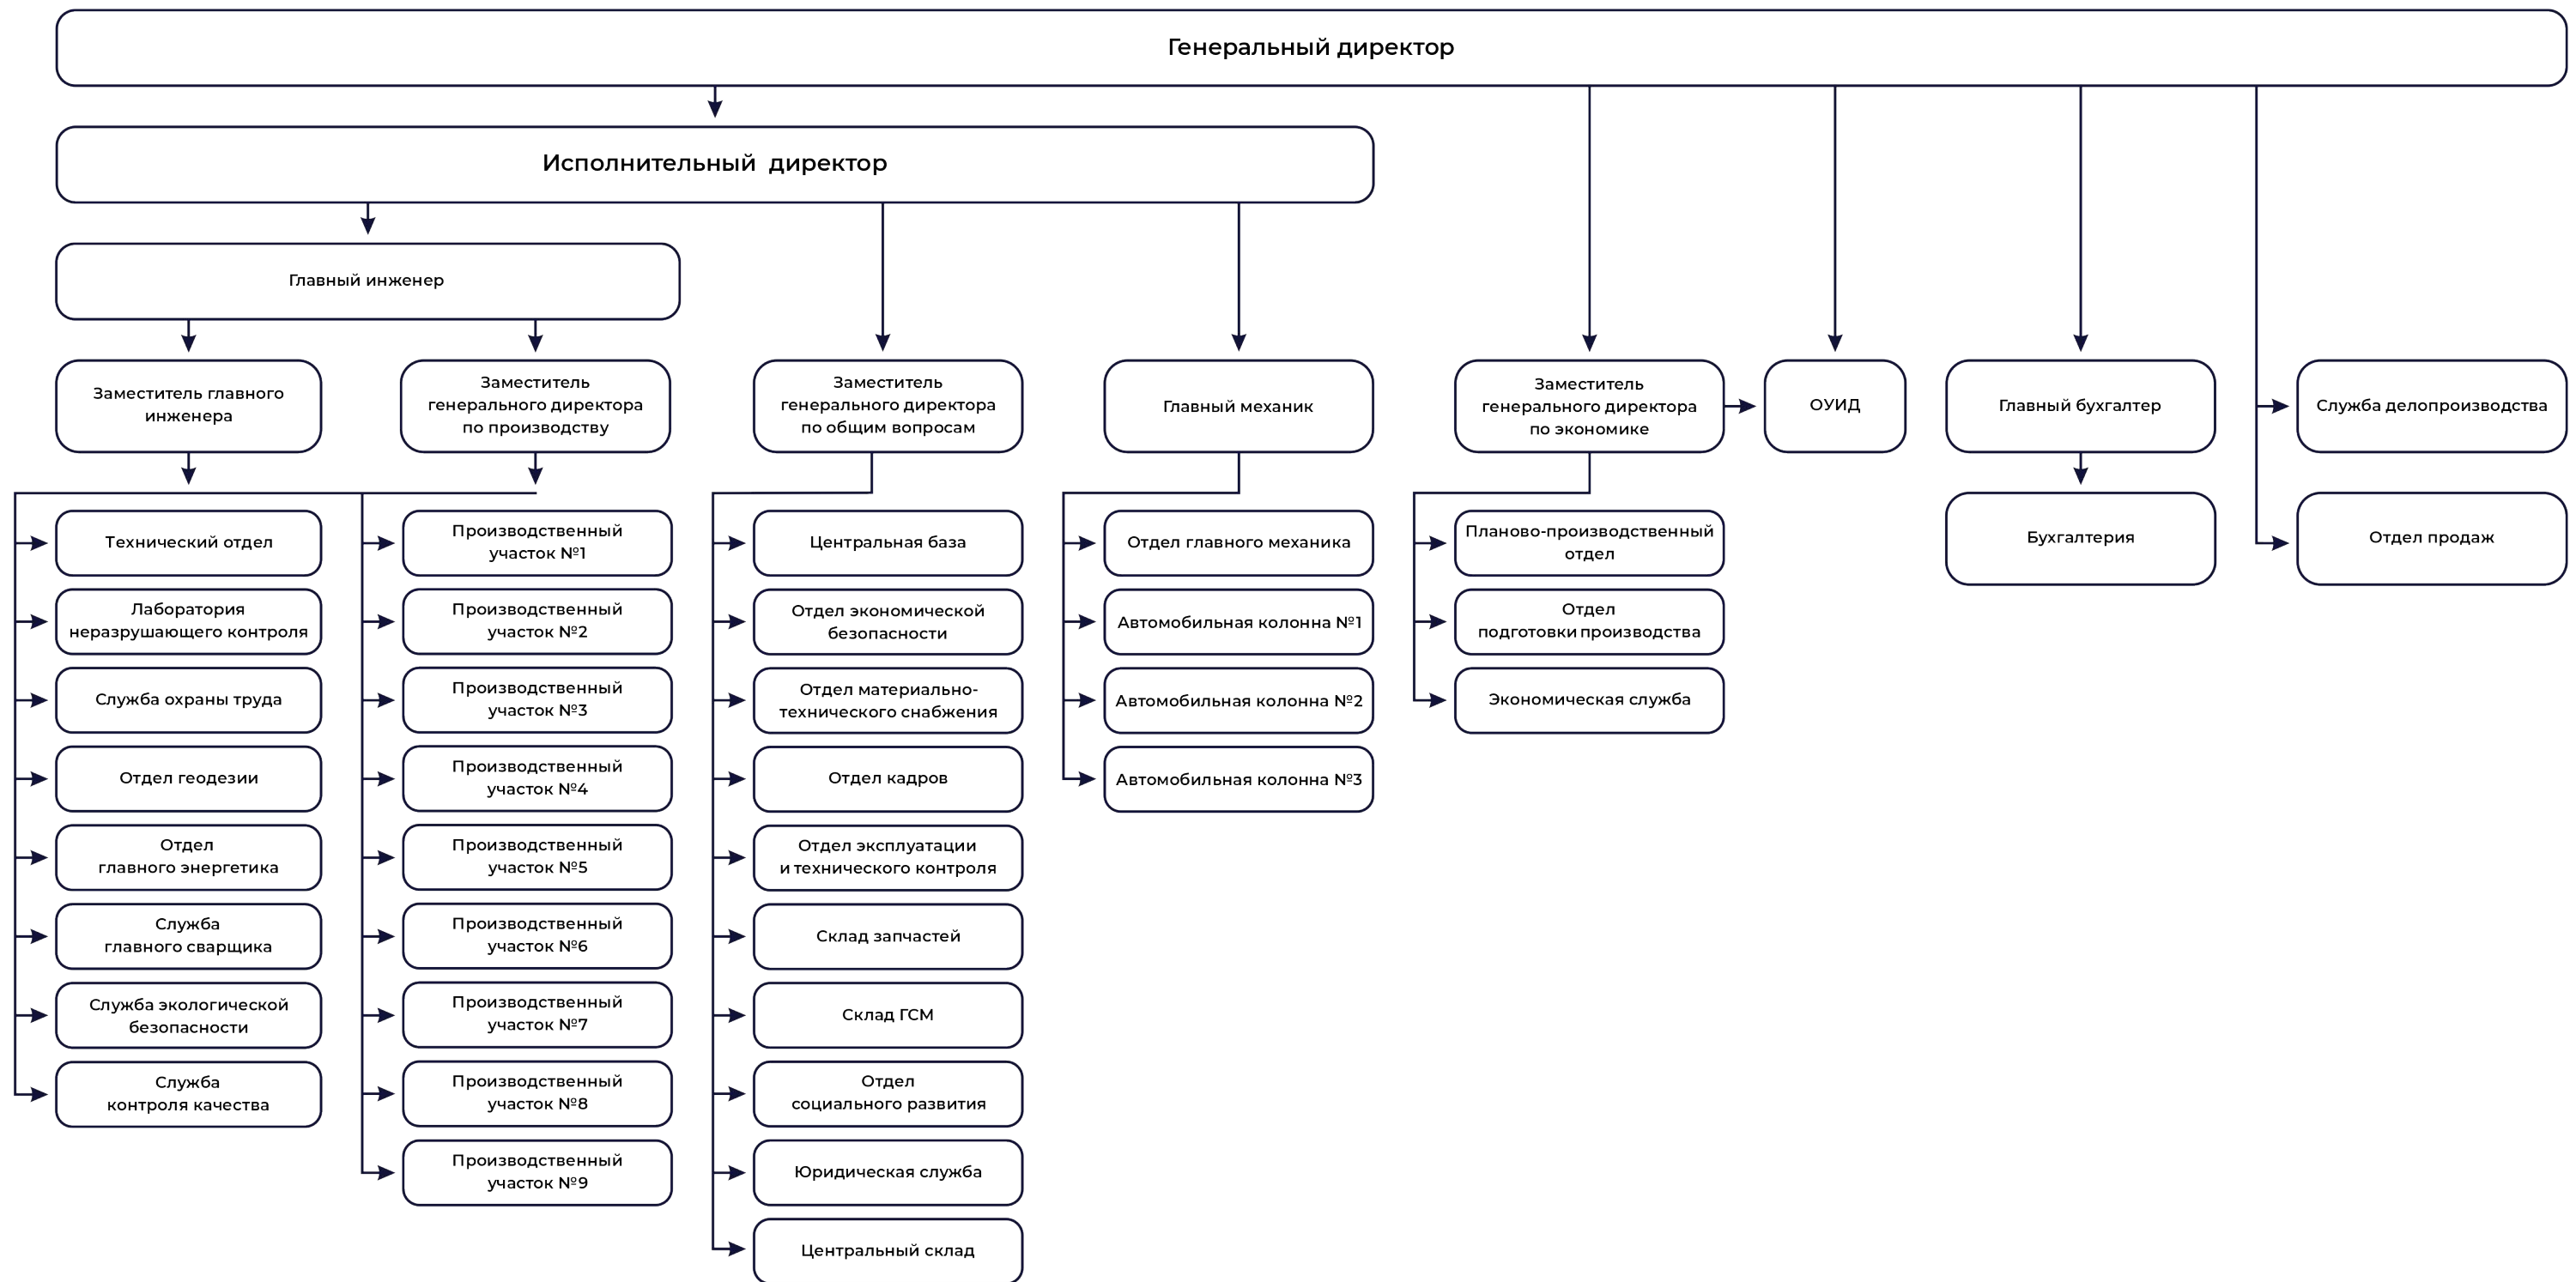 Генеральный директор
Исполнительный директор
Главный инженер
Заместитель главного
инженера
Заместитель
генерального директора
по производству
Заместитель
генерального директора
по общим вопросам
Главный механик
Заместитель
генерального директора
по экономике
ОУИД
Главный бухгалтер
Служба делопроизводства
Технический отдел
Лаборатория
неразрушающего контроля
Служба охраны труда
Отдел геодезии
Отдел
главного энергетика
Служба
главного сварщика
Служба экологической
безопасности
Служба
контроля качества
Производственный
участок №1
Производственный
участок №2
Производственный
участок №3
Производственный
участок №4
Производственный
участок №5
Производственный
участок №6
Производственный
участок №7
Производственный
участок №8
Производственный
участок №9
Центральная база
Отдел экономической
безопасности
Отдел материально-
технического снабжения
Отдел кадров
Отдел эксплуатации
и технического контроля
Склад запчастей
Склад ГСМ
Отдел
социального развития
Юридическая служба
Центральный склад
Отдел главного механика
Автомобильная колонна №1
Автомобильная колонна №2
Автомобильная колонна №3
Планово-производственный
отдел
Отдел
подготовки производства
Экономическая служба
Бухгалтерия
Отдел продаж